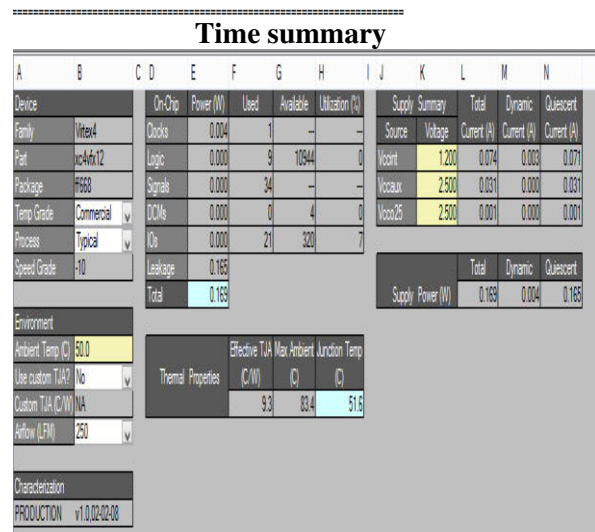 Time summary
A B C D E F G H I J K L M N
Device On-Chip Power (W) Used Available Utilization (%) Supply Summary Total Dynamic Quiescent
Family Virtex4 Clocks 0.004 1 -- -- Source Voltage Current (A) Current (A) Current (A)
Part xc4vfx12 Logic 0.000 9 10944 0 Vccint 1.200 0.074 0.003 0.071
Package ff668 Signals 0.000 34 -- -- Vccaux 2.500 0.031 0.000 0.031
Temp Grade Commercial DCMs 0.000 0 4 0 Vcco25 2.500 0.001 0.000 0.001
Process Typical IOs 0.000 21 320 7
Speed Grade -10 Leakage 0.165 Total Dynamic Quiescent
Total 0.169 Supply Power (W) 0.169 0.004 0.165
Environment
Ambient Temp (C) 50.0 Effective TJA Max Ambient Junction Temp
Use custom TJA? No Thermal Properties (C/W) (C) (C)
Custom TJA (C/W) NA 9.3 83.4 51.6
Airflow (LFM) 250
Characterization
PRODUCTION v1.0,02-02-08